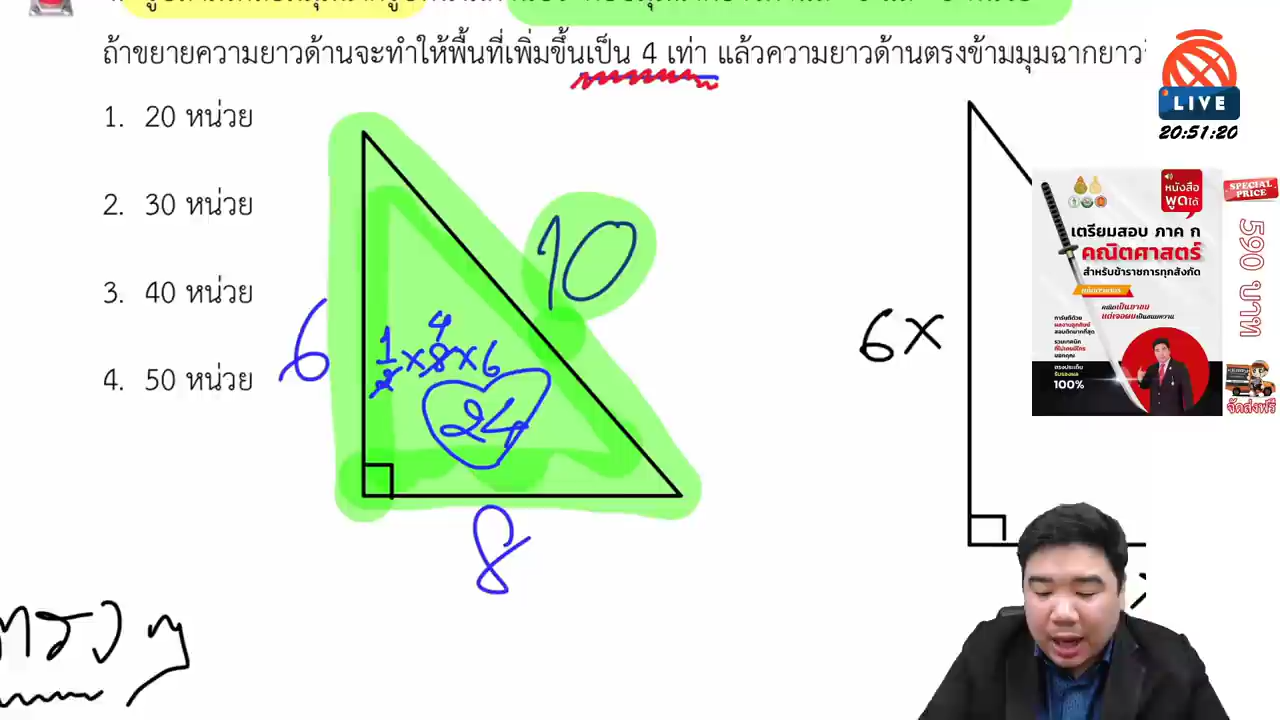 ถ้าขยายความยาวด้านจะทำให้พื้นที่เพิ่มขึ้นเป็น 4 เท่า แล้วความยาวด้านตรงข้ามมุมฉากยาว
1. 20 หน่วย
2. 30 หน่วย
3. 40 หน่วย
4. 50 หน่วย
10
6
4
1/2 × 8 × 6
24
8
6x
LIVE
20:51:20
หนังสือ
พูดได้
เตรียมสอบ ภาค ก
คณิตศาสตร์
สำหรับข้าราชการทุกสังกัด
100%
SPECIAL
PRICE
590 บาท
จัดส่งฟรี